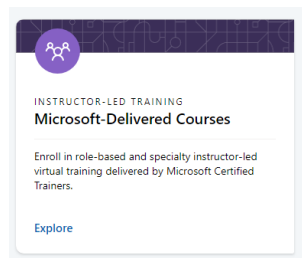 INSTRUCTOR-LED TRAINING
Microsoft-Delivered Courses
Enroll in role-based and specialty instructor-led
virtual training delivered by Microsoft Certified
Trainers.
Explore